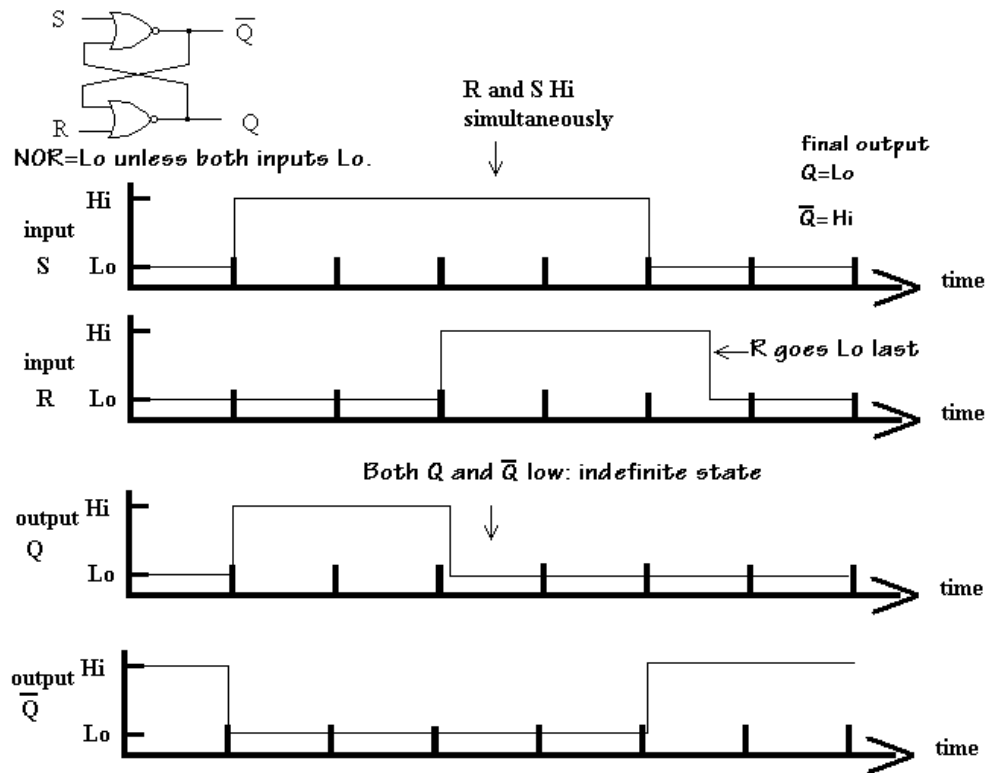 S
Q̅
R
Q
R and S Hi
simultaneously
NOR=Lo unless both inputs Lo.
final output
Q=Lo
Q̅=Hi
Hi
input
S
Lo
time
Hi
input
R
Lo
R goes Lo last
time
Both Q and Q̅ low: indefinite state
Hi
output
Q
Lo
time
Hi
output
Q̅
Lo
time